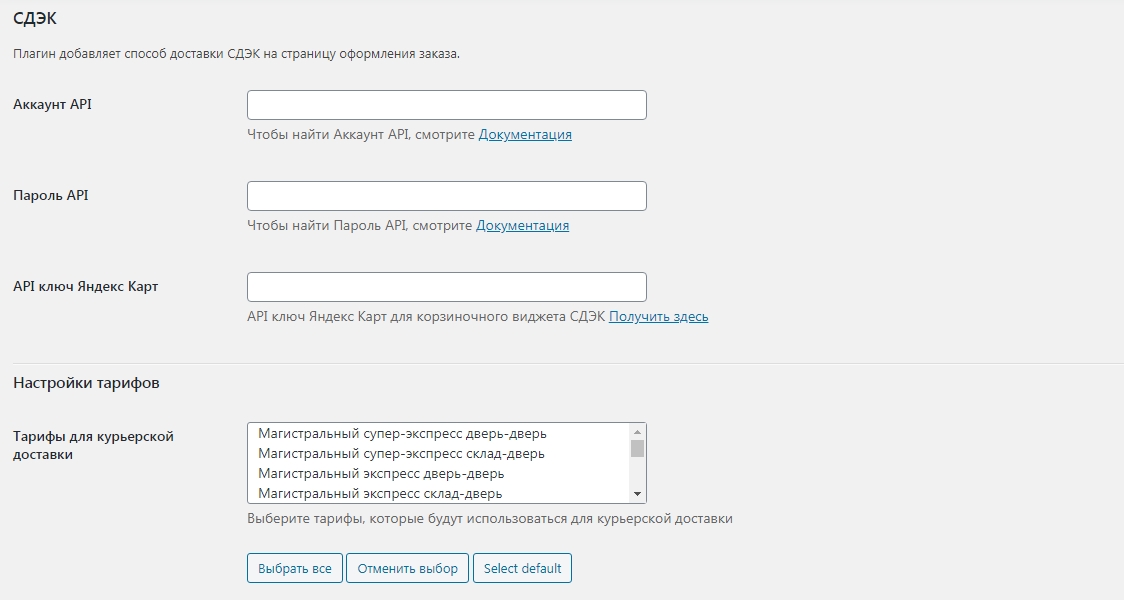 СДЭК
Плагин добавляет способ доставки СДЭК на страницу оформления заказа.
Аккаунт API
Чтобы найти Аккаунт API, смотрите Документация
Пароль API
Чтобы найти Пароль API, смотрите Документация
API ключ Яндекс Карт
API ключ Яндекс Карт для корзиночного виджета СДЭК Получить здесь
Настройки тарифов
Тарифы для курьерской
доставки
Магистральный супер-экспресс дверь-дверь
Магистральный супер-экспресс склад-дверь
Магистральный экспресс дверь-дверь
Магистральный экспресс склад-дверь
Выберите тарифы, которые будут использоваться для курьерской доставки
Выбрать все Отменить выбор Select default